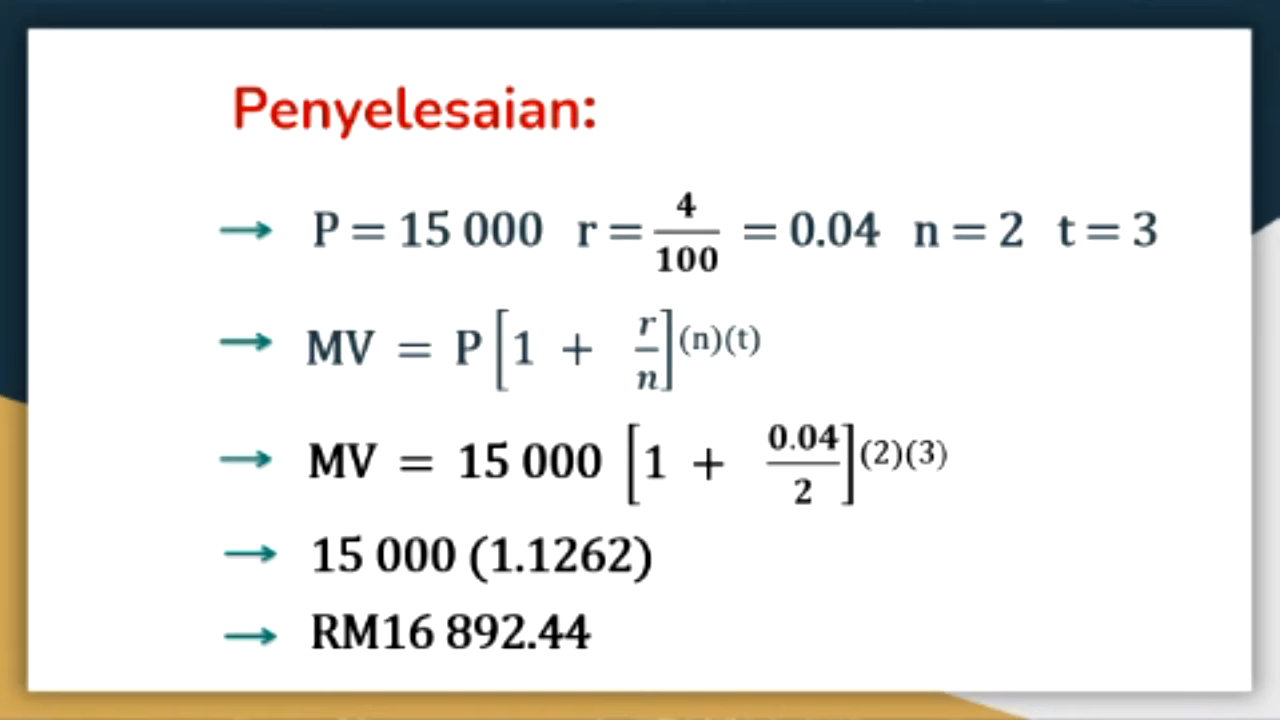 Penyelesaian:
→ P = 15 000 r = 4/100 = 0.04 n = 2 t = 3
→ MV = P [1 + r/n]^(n)(t)
→ MV = 15 000 [1 + 0.04/2]^(2)(3)
→ 15 000 (1.1262)
→ RM16 892.44